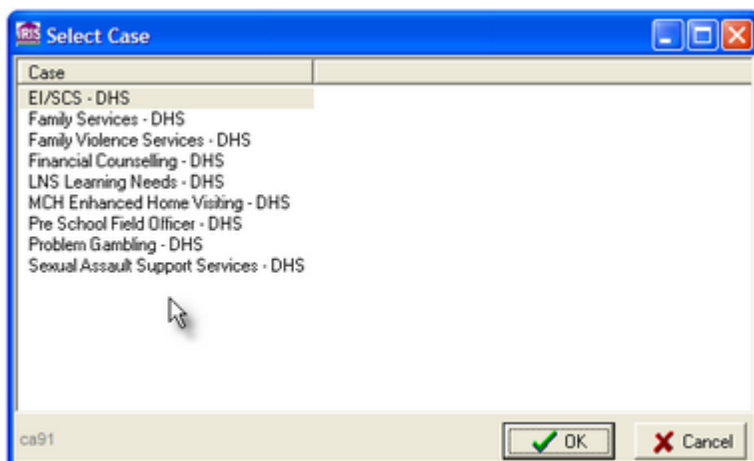 IRIS Select Case
Case
EI/SCS - DHS
Family Services - DHS
Family Violence Services - DHS
Financial Counselling - DHS
LNS Learning Needs - DHS
MCH Enhanced Home Visiting - DHS
Pre School Field Officer - DHS
Problem Gambling - DHS
Sexual Assault Support Services - DHS
ca91
OK
Cancel